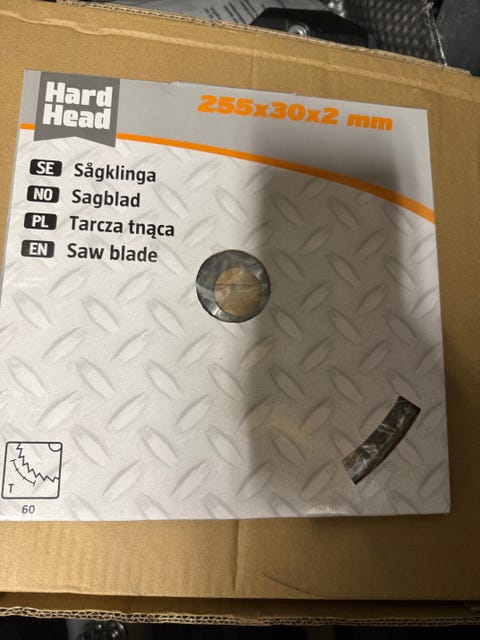 Hard
Head
255x30x2 mm
SE Sågklinga
NO Sagblad
PL Tarcza tnąca
EN Saw blade
T
60